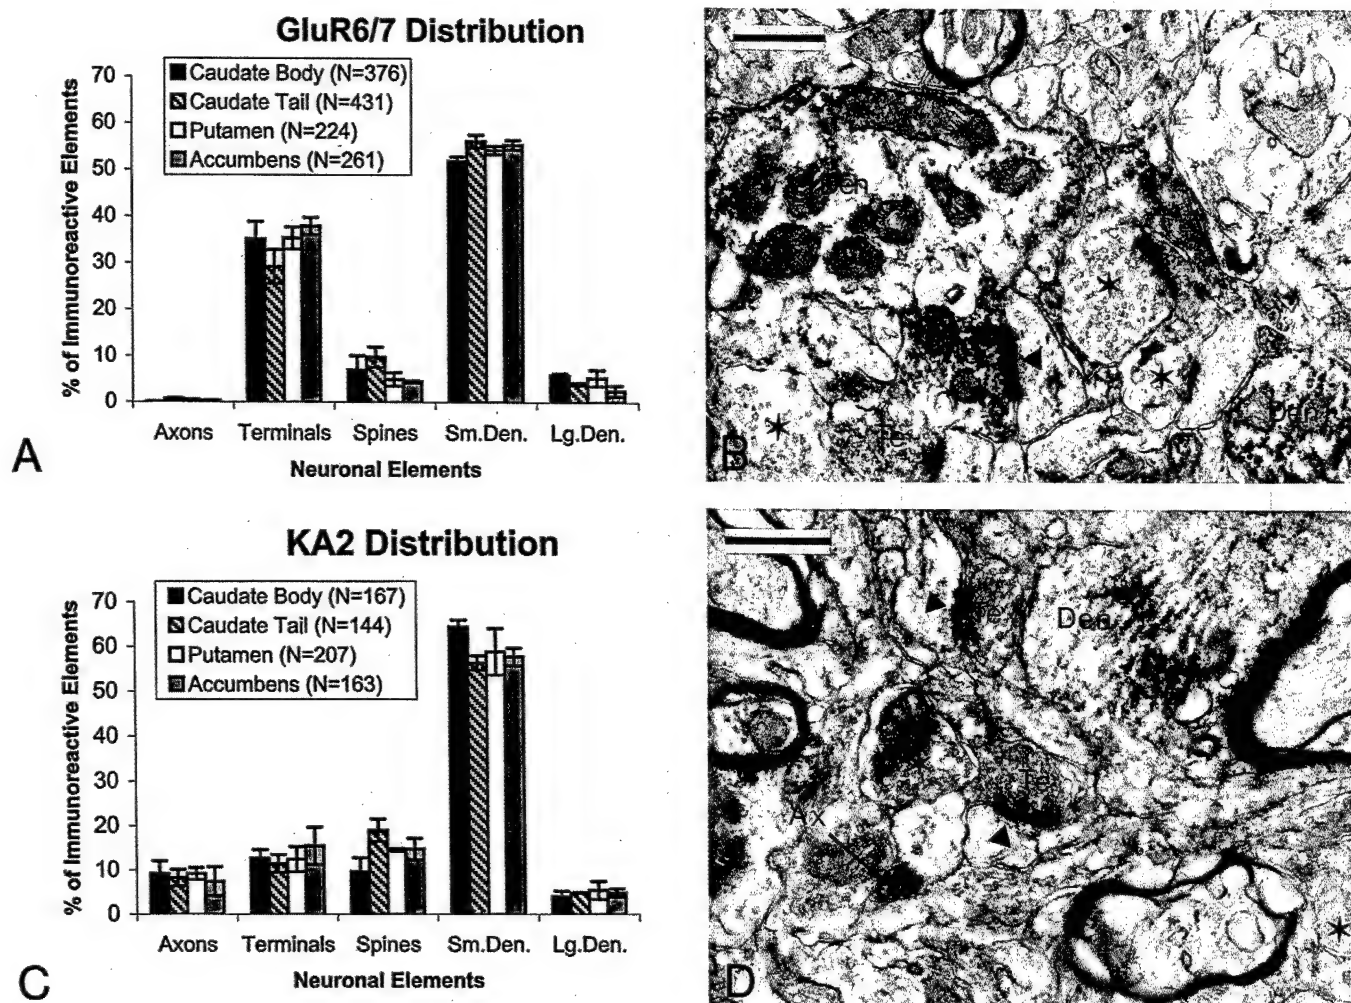 GluR6/7 Distribution
% of Immunoreactive Elements
70
60
50
40
30
20
10
0
Caudate Body (N=376)
Caudate Tail (N=431)
Putamen (N=224)
Accumbens (N=261)
Axons Terminals Spines Sm.Den. Lg.Den.
Neuronal Elements
A
Den
Te
Den
B
KA2 Distribution
% of Immunoreactive Elements
70
60
50
40
30
20
10
0
Caudate Body (N=167)
Caudate Tail (N=144)
Putamen (N=207)
Accumbens (N=163)
Axons Terminals Spines Sm.Den. Lg.Den.
Neuronal Elements
C
Te
Den
Te
Ax
D